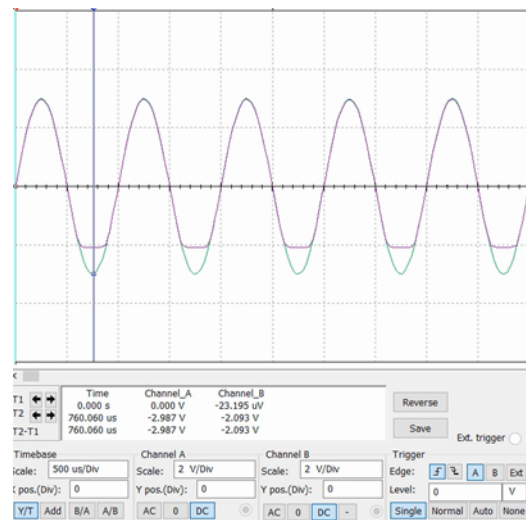 Time Channel_A Channel_B
T1 0.000 s 0.000 V -23.195 uV
T2 760.060 us -2.987 V -2.093 V
T2-T1 760.060 us -2.987 V -2.093 V
Reverse
Save
Ext. trigger
Timebase
Scale: 500 us/Div
X pos.(Div): 0
Y/T Add B/A A/B
Channel A
Scale: 2 V/Div
Y pos.(Div): 0
AC 0 DC
Channel B
Scale: 2 V/Div
Y pos.(Div): 0
AC 0 DC -
Trigger
Edge: A B Ext
Level: 0 V
Single Normal Auto None